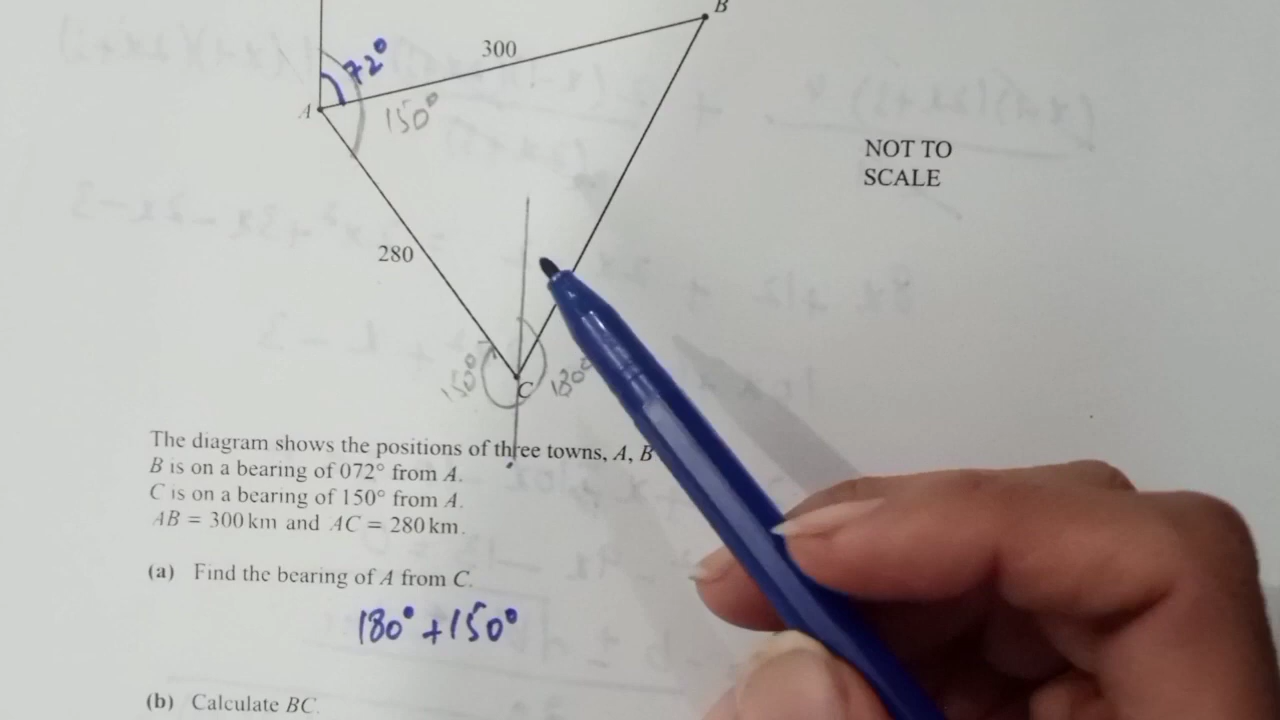 B
300
72°
A
150°
NOT TO
SCALE
280
150°
C
180°
The diagram shows the positions of three towns, A, B
B is on a bearing of 072° from A.
C is on a bearing of 150° from A.
AB = 300 km and AC = 280 km.
(a) Find the bearing of A from C.
180° + 150°
(b) Calculate BC.